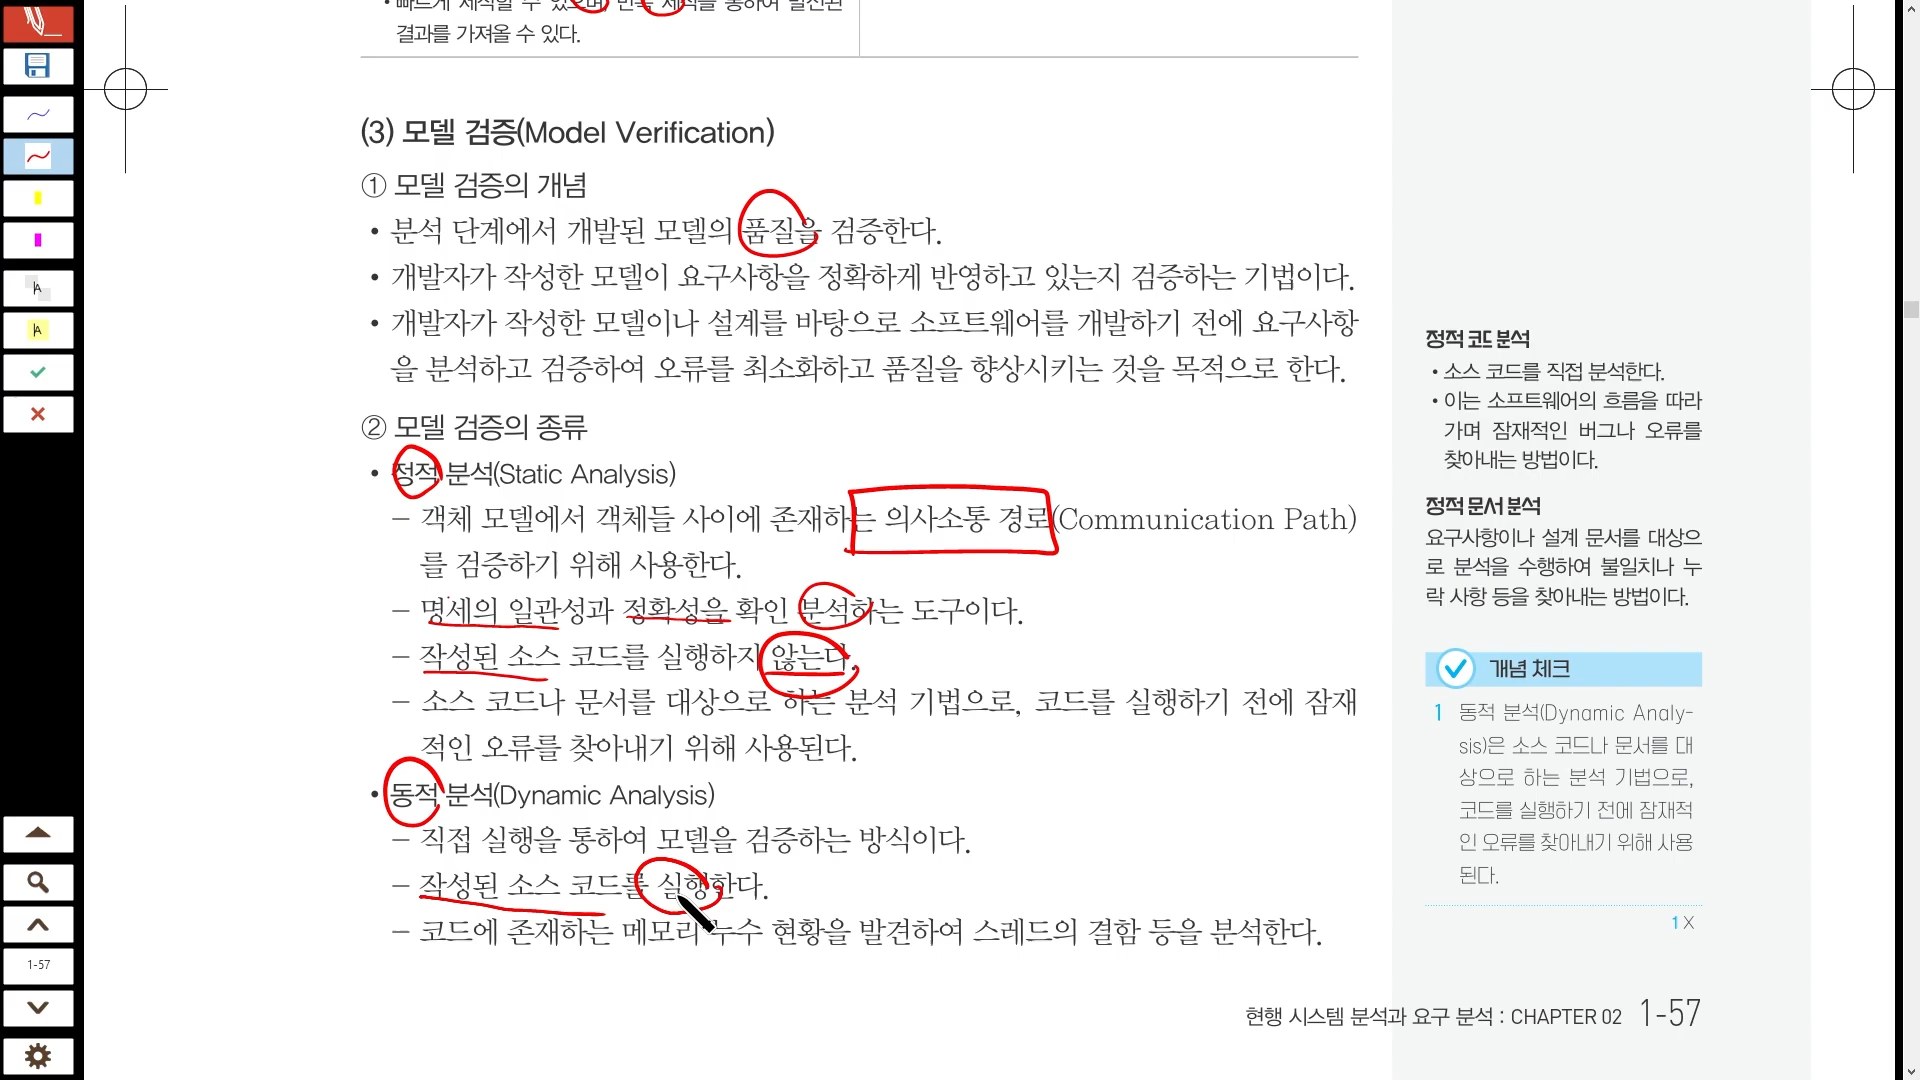 결과를 가져올 수 있다.
(3) 모델 검증(Model Verification)
① 모델 검증의 개념
• 분석 단계에서 개발된 모델의 품질을 검증한다.
• 개발자가 작성한 모델이 요구사항을 정확하게 반영하고 있는지 검증하는 기법이다.
• 개발자가 작성한 모델이나 설계를 바탕으로 소프트웨어를 개발하기 전에 요구사항
을 분석하고 검증하여 오류를 최소화하고 품질을 향상시키는 것을 목적으로 한다.
② 모델 검증의 종류
• 정적 분석(Static Analysis)
– 객체 모델에서 객체들 사이에 존재하는 의사소통 경로(Communication Path)
를 검증하기 위해 사용한다.
– 명세의 일관성과 정확성을 확인 분석하는 도구이다.
– 작성된 소스 코드를 실행하지 않는다.
– 소스 코드나 문서를 대상으로 하는 분석 기법으로, 코드를 실행하기 전에 잠재
적인 오류를 찾아내기 위해 사용된다.
• 동적 분석(Dynamic Analysis)
– 직접 실행을 통하여 모델을 검증하는 방식이다.
– 작성된 소스 코드를 실행한다.
– 코드에 존재하는 메모리 누수 현황을 발견하여 스레드의 결함 등을 분석한다.
정적 코드 분석
• 소스 코드를 직접 분석한다.
• 이는 소프트웨어의 흐름을 따라
가며 잠재적인 버그나 오류를
찾아내는 방법이다.
정적 문서 분석
요구사항이나 설계 문서를 대상으
로 분석을 수행하여 불일치나 누
락 사항 등을 찾아내는 방법이다.
개념 체크
1 동적 분석(Dynamic Analy-
sis)은 소스 코드나 문서를 대
상으로 하는 분석 기법으로,
코드를 실행하기 전에 잠재적
인 오류를 찾아내기 위해 사용
된다.
1 X
현행 시스템 분석과 요구 분석 : CHAPTER 02 1-57
1-57